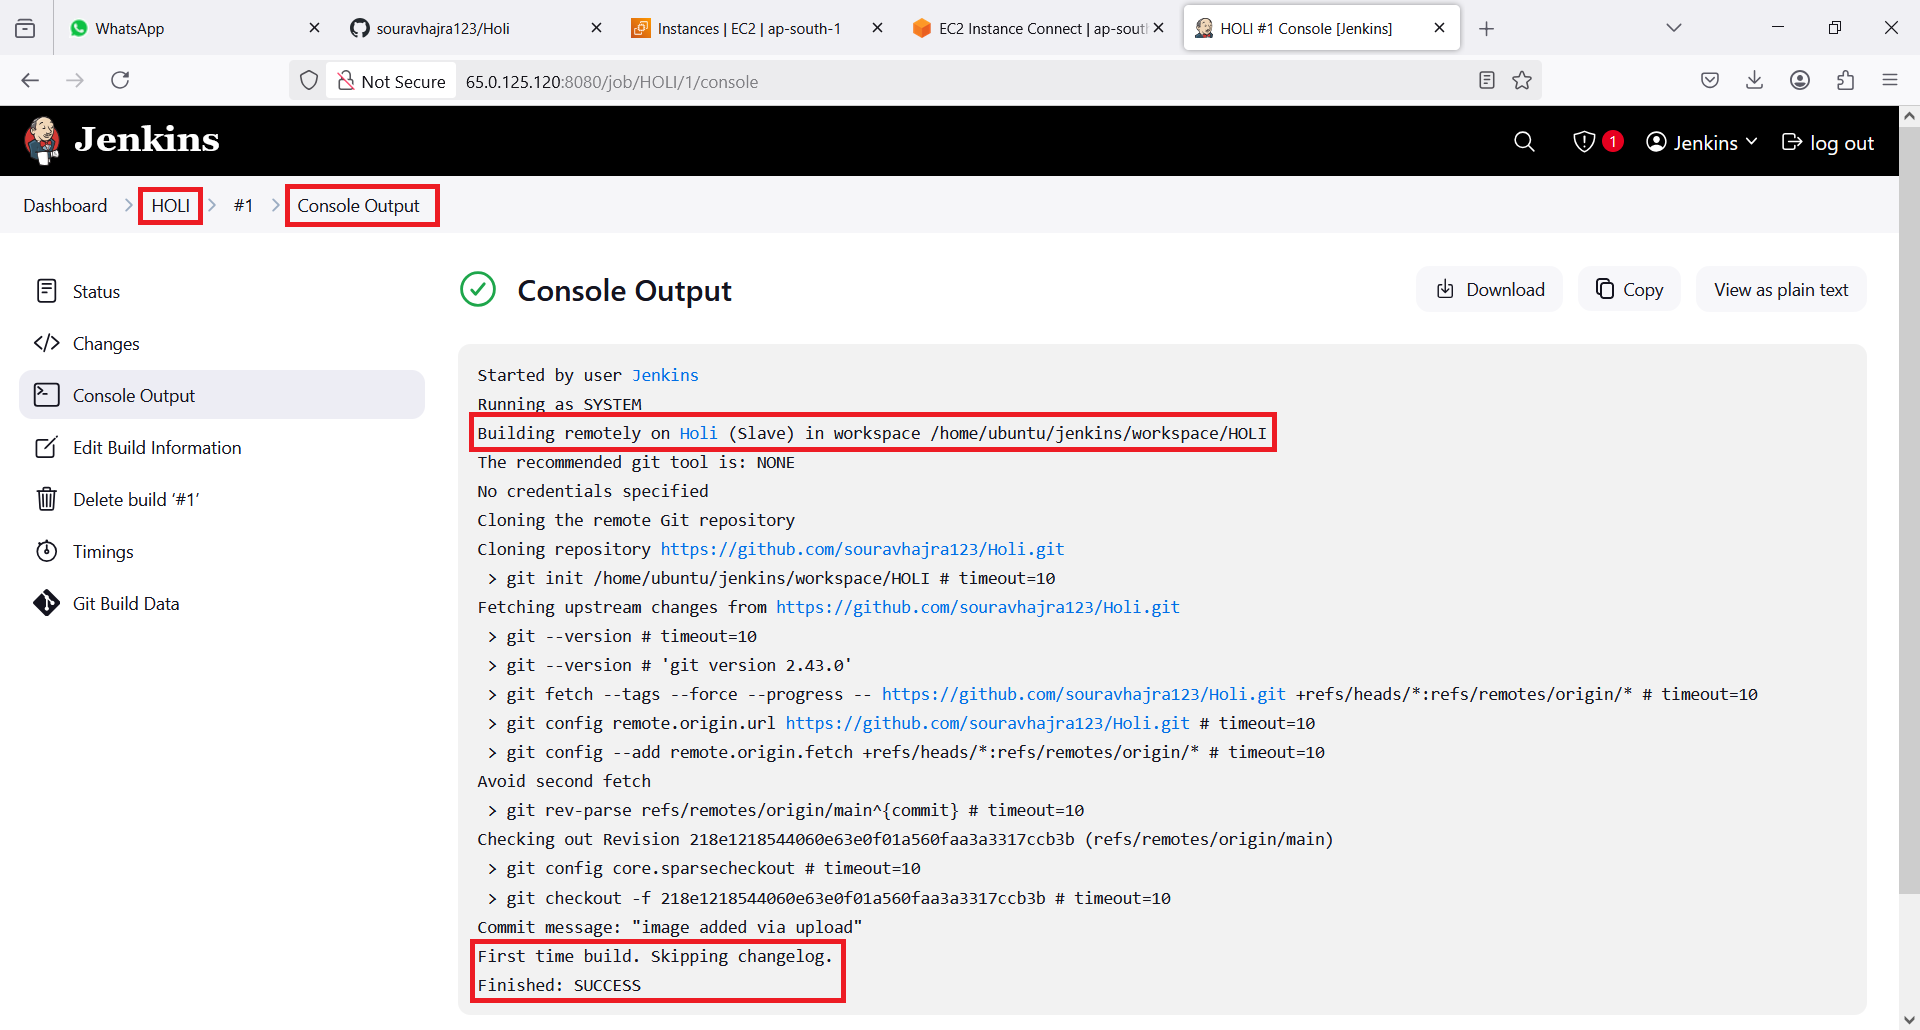 WhatsApp
souravhajra123/Holi
Instances | EC2 | ap-south-1
EC2 Instance Connect | ap-sout
HOLI #1 Console [Jenkins]
Not Secure
65.0.125.120:8080/job/HOLI/1/console
Jenkins
1
Jenkins
log out
Dashboard
HOLI
#1
Console Output
Status
Changes
Console Output
Edit Build Information
Delete build ‘#1’
Timings
Git Build Data
Console Output
Download
Copy
View as plain text
Started by user Jenkins
Running as SYSTEM
Building remotely on Holi (Slave) in workspace /home/ubuntu/jenkins/workspace/HOLI
The recommended git tool is: NONE
No credentials specified
Cloning the remote Git repository
Cloning repository https://github.com/souravhajra123/Holi.git
> git init /home/ubuntu/jenkins/workspace/HOLI # timeout=10
Fetching upstream changes from https://github.com/souravhajra123/Holi.git
> git --version # timeout=10
> git --version # 'git version 2.43.0'
> git fetch --tags --force --progress -- https://github.com/souravhajra123/Holi.git +refs/heads/*:refs/remotes/origin/* # timeout=10
> git config remote.origin.url https://github.com/souravhajra123/Holi.git # timeout=10
> git config --add remote.origin.fetch +refs/heads/*:refs/remotes/origin/* # timeout=10
Avoid second fetch
> git rev-parse refs/remotes/origin/main^{commit} # timeout=10
Checking out Revision 218e1218544060e63e0f01a560faa3a3317ccb3b (refs/remotes/origin/main)
> git config core.sparsecheckout # timeout=10
> git checkout -f 218e1218544060e63e0f01a560faa3a3317ccb3b # timeout=10
Commit message: "image added via upload"
First time build. Skipping changelog.
Finished: SUCCESS